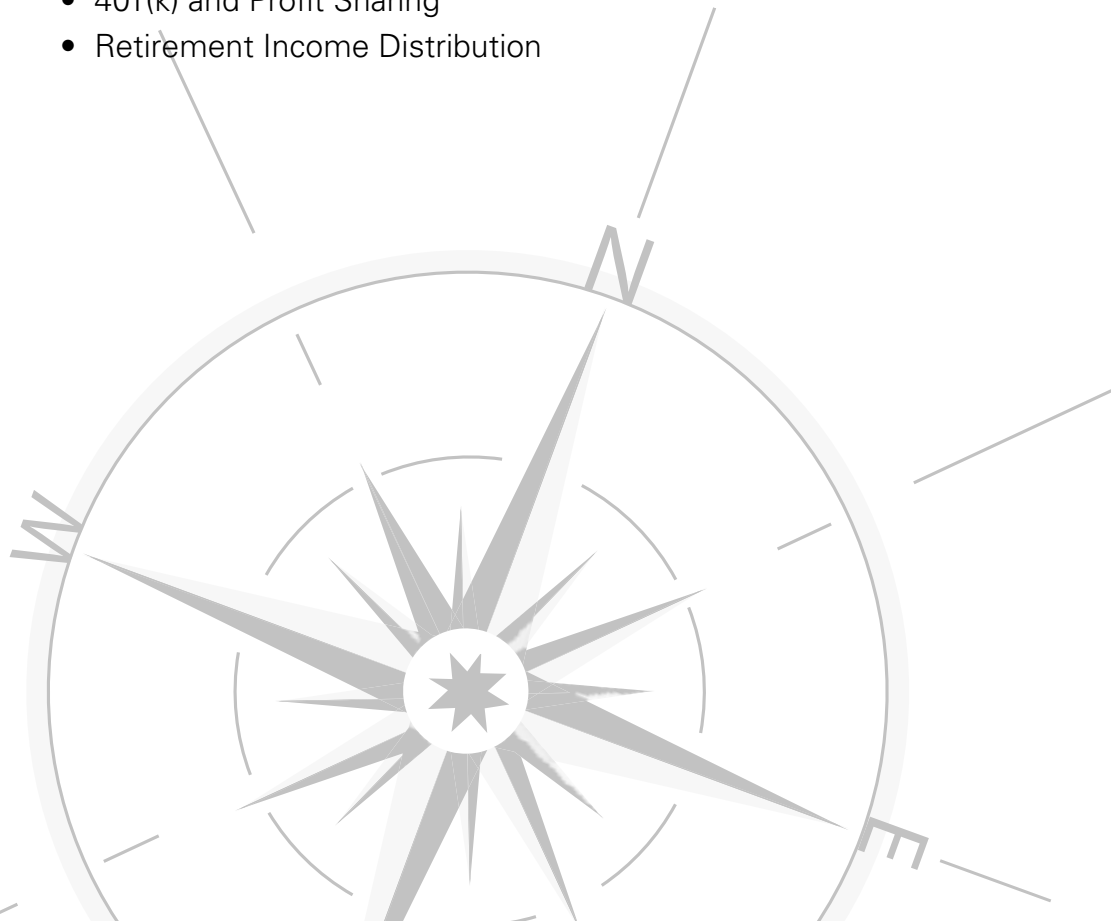 • 401(k) and Profit Sharing
• Retirement Income Distribution
N
W
E